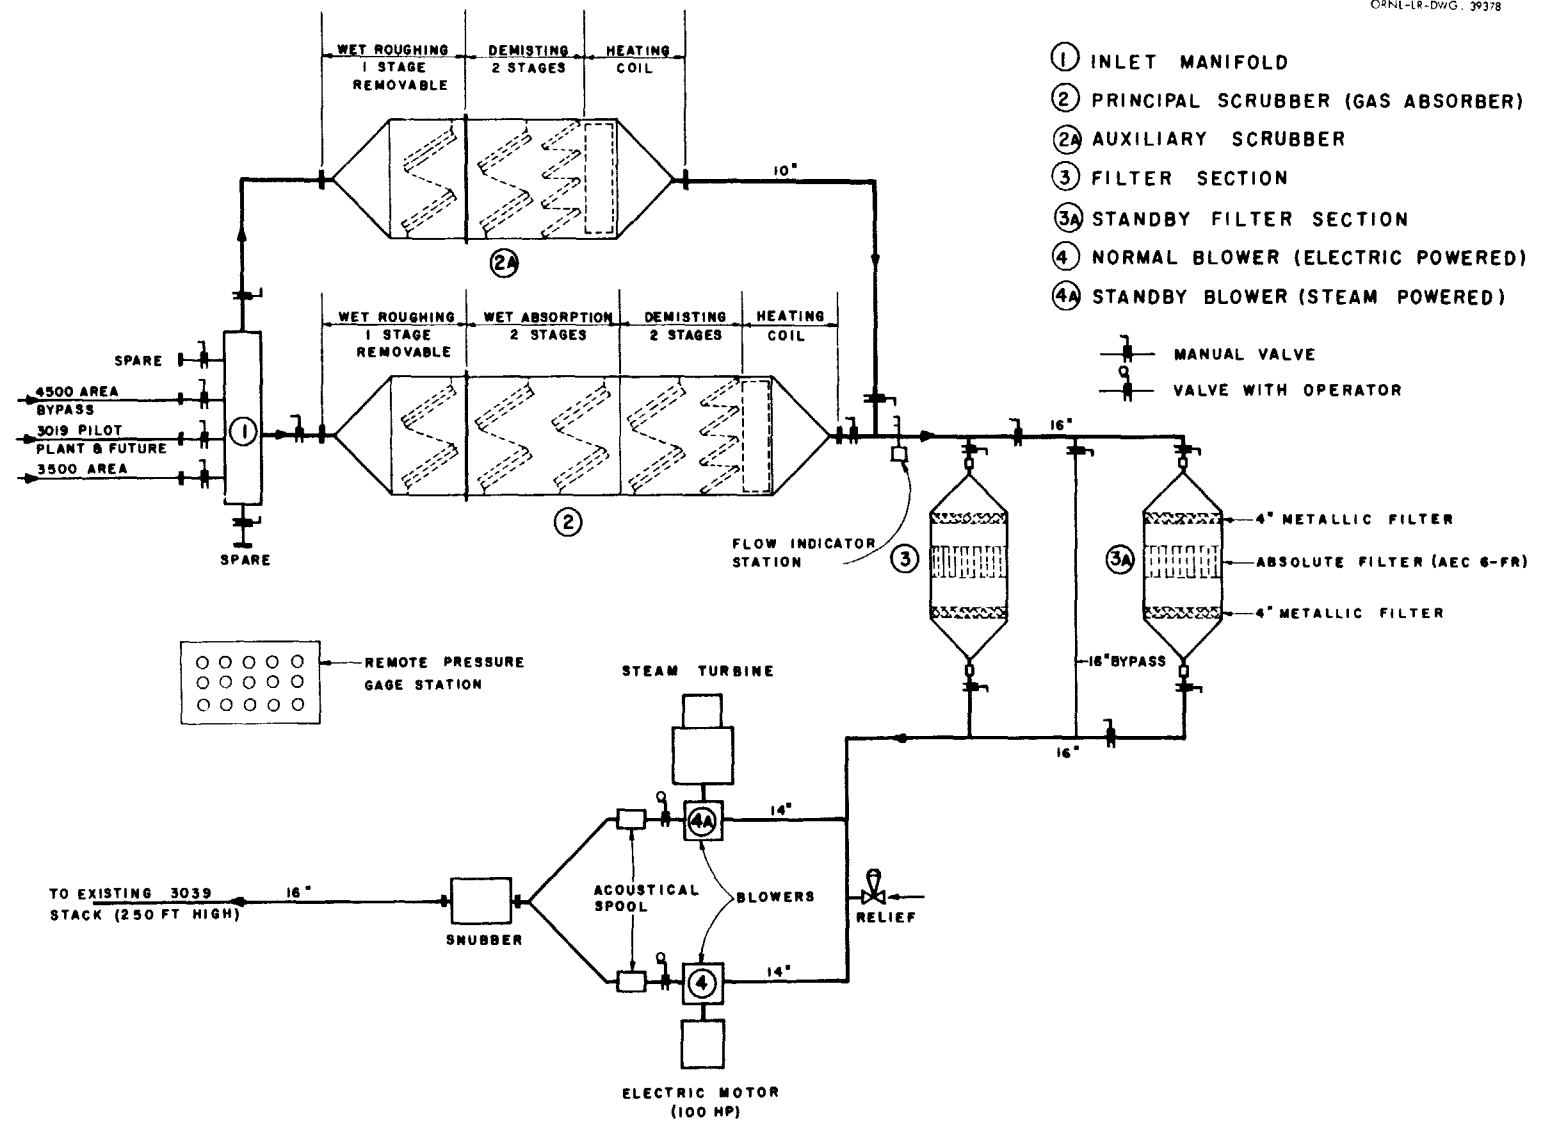 ORNL-LR-DWG. 39378
1 INLET MANIFOLD
2 PRINCIPAL SCRUBBER (GAS ABSORBER)
2A AUXILIARY SCRUBBER
3 FILTER SECTION
3A STANDBY FILTER SECTION
4 NORMAL BLOWER (ELECTRIC POWERED)
4A STANDBY BLOWER (STEAM POWERED)
MANUAL VALVE
VALVE WITH OPERATOR
WET ROUGHING
1 STAGE
REMOVABLE
DEMISTING
2 STAGES
HEATING
COIL
10"
2A
WET ROUGHING
1 STAGE
REMOVABLE
WET ABSORPTION
2 STAGES
DEMISTING
2 STAGES
HEATING
COIL
SPARE
4500 AREA
BYPASS
3019 PILOT
PLANT & FUTURE
3500 AREA
1
SPARE
2
16"
FLOW INDICATOR
STATION
3
3A
4" METALLIC FILTER
ABSOLUTE FILTER (AEC 6-FR)
4" METALLIC FILTER
16" BYPASS
16"
REMOTE PRESSURE
GAGE STATION
STEAM TURBINE
4A
14"
ACOUSTICAL
SPOOL
BLOWERS
RELIEF
TO EXISTING 3039
STACK (250 FT HIGH)
16"
SNUBBER
4
14"
ELECTRIC MOTOR
(100 HP)